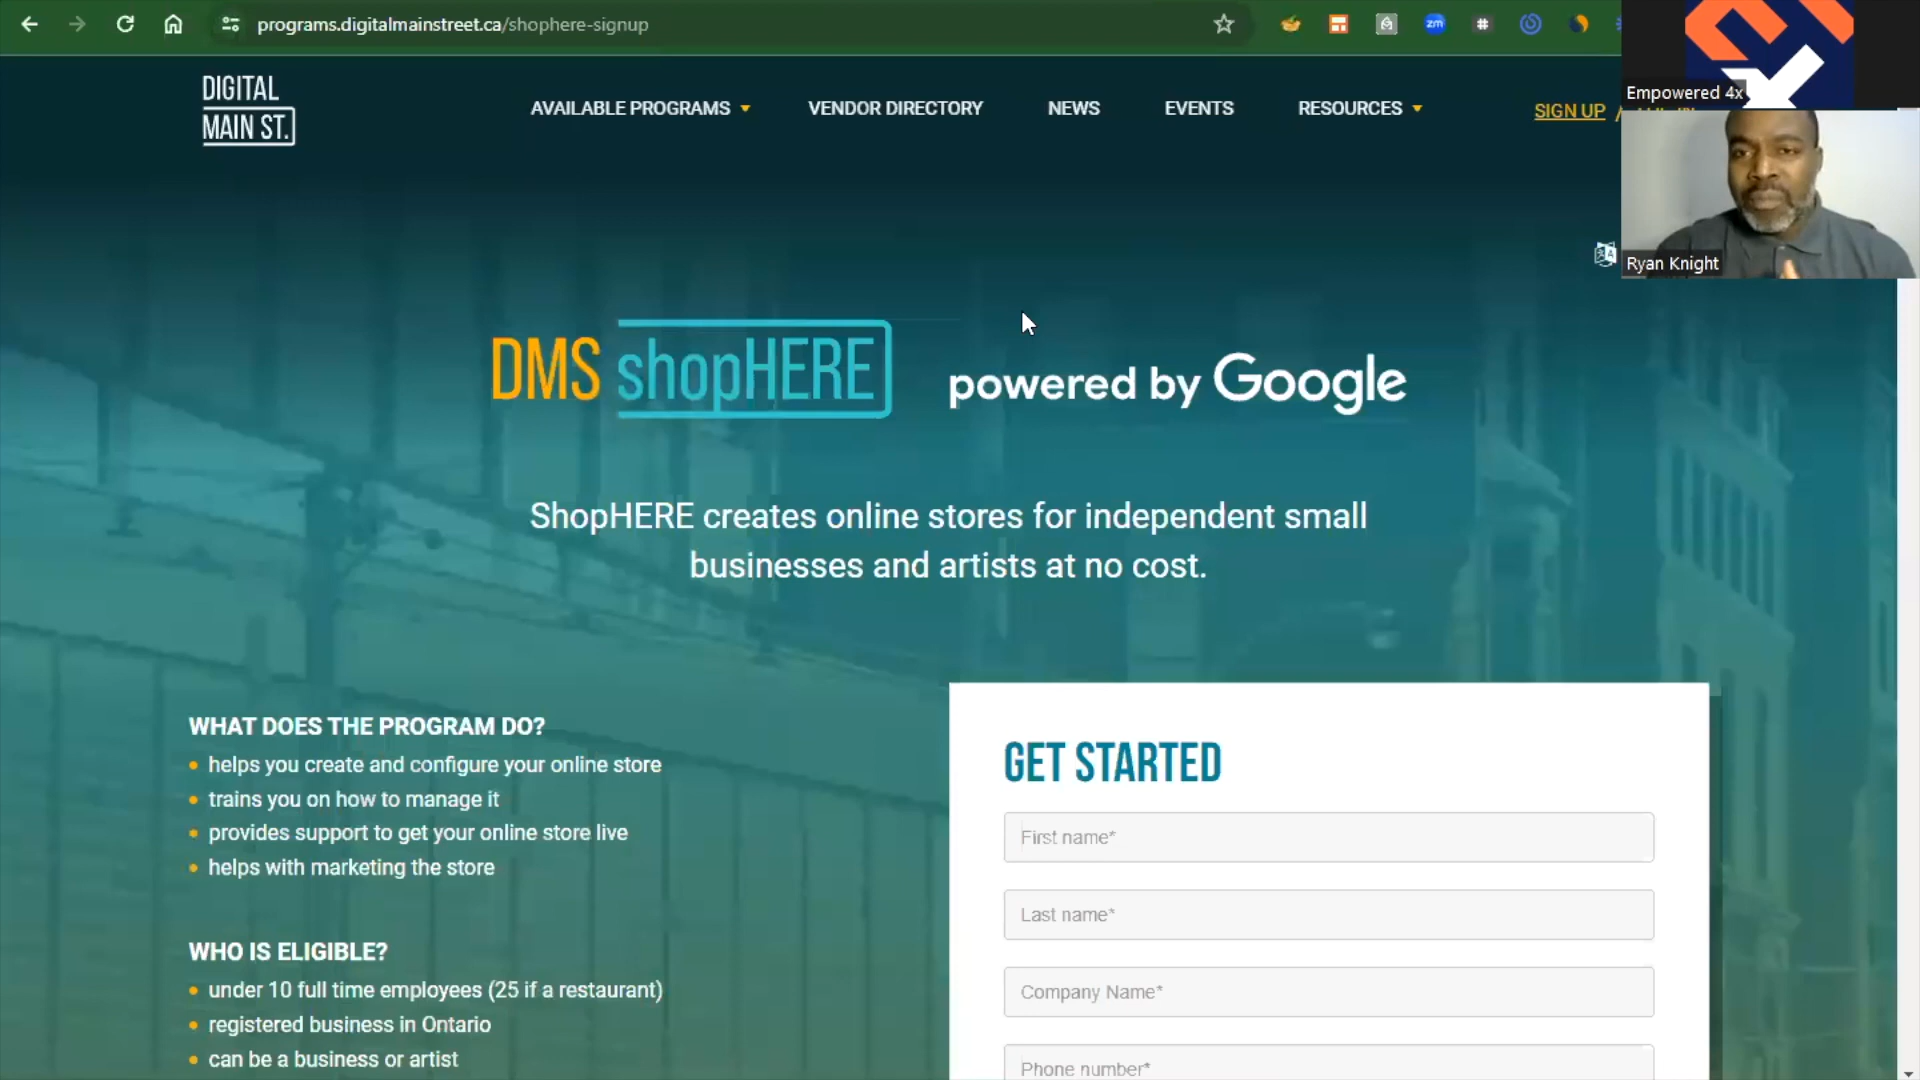 programs.digitalmainstreet.ca/shophere-signup
zm
Empowered 4x
DIGITAL
MAIN ST.
AVAILABLE PROGRAMS
VENDOR DIRECTORY
NEWS
EVENTS
RESOURCES
SIGN UP /
Ryan Knight
DMS shopHERE
powered by Google
ShopHERE creates online stores for independent small
businesses and artists at no cost.
WHAT DOES THE PROGRAM DO?
helps you create and configure your online store
trains you on how to manage it
provides support to get your online store live
helps with marketing the store
WHO IS ELIGIBLE?
under 10 full time employees (25 if a restaurant)
registered business in Ontario
can be a business or artist
GET STARTED
First name*
Last name*
Company Name*
Phone number*